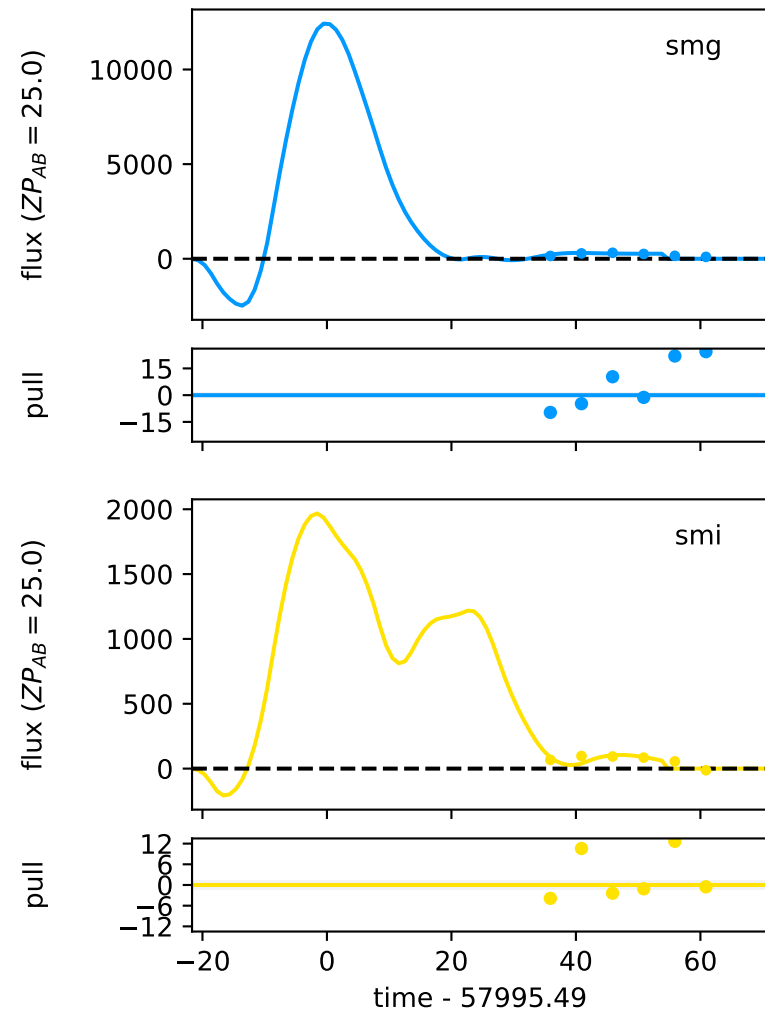 smg
flux (ZP_AB = 25.0)
10000
5000
0
pull
15
0
−15
smi
flux (ZP_AB = 25.0)
2000
1500
1000
500
0
pull
12
6
0
−6
−12
−20 0 20 40 60
time - 57995.49